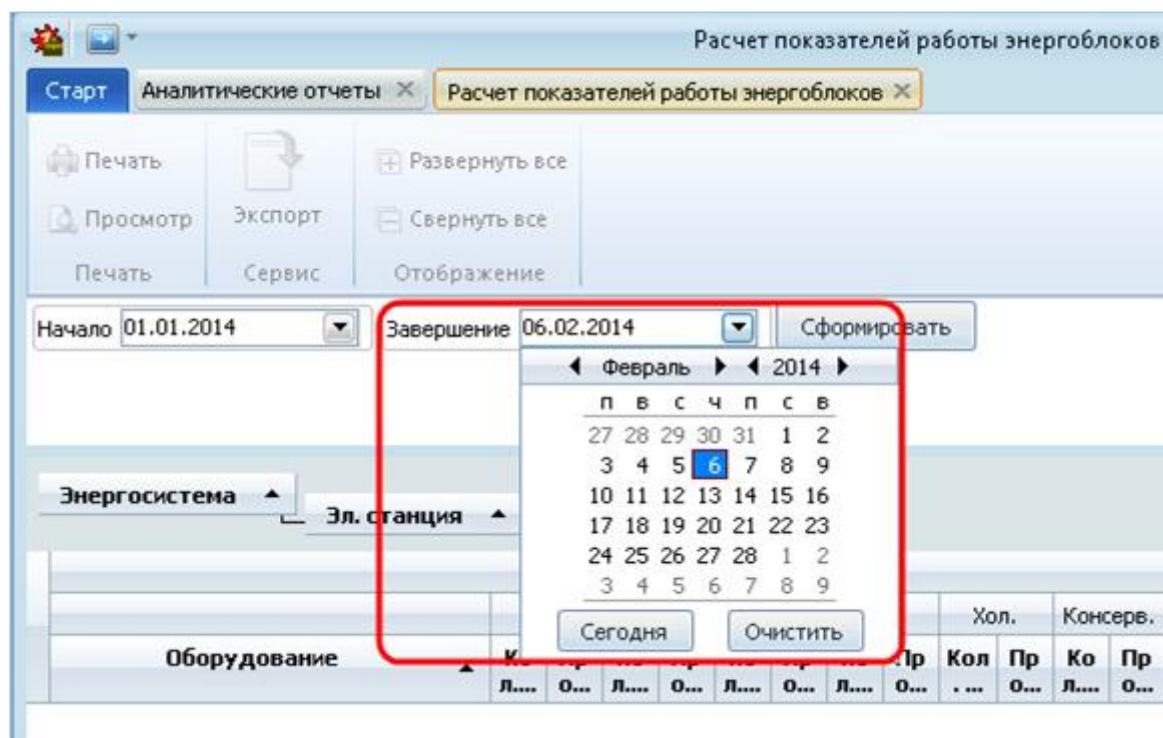 Расчет показателей работы энергоблоков
Старт Аналитические отчеты Расчет показателей работы энергоблоков
Печать Развернуть все
Просмотр Экспорт Свернуть все
Печать Сервис Отображение
Начало 01.01.2014 Завершение 06.02.2014 Сформировать
Февраль 2014
п в с ч п с в
27 28 29 30 31 1 2
3 4 5 6 7 8 9
10 11 12 13 14 15 16
17 18 19 20 21 22 23
24 25 26 27 28 1 2
3 4 5 6 7 8 9
Сегодня Очистить
Энергосистема
Эл. станция
Хол. Консерв.
Оборудование
Кол Пр Ко Пр
л.... о... л.... о... л.... о... л.... о... . ... о... л.... о...